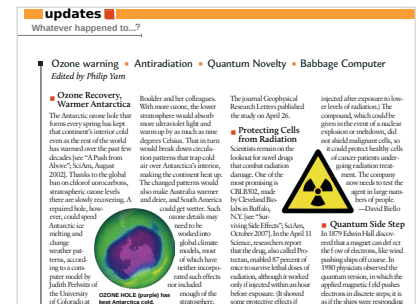 updates
Whatever happened to...?
Ozone warning ▪ Antiradiation ▪ Quantum Novelty ▪ Babbage Computer
Edited by Philip Yam
Ozone Recovery,
Warmer Antarctica
The Antarctic ozone hole that
forms every spring has kept
that continent's interior cold
even as the rest of the world
has warmed over the past few
decades [see "A Push from
Above"; SciAm, August
2002]. Thanks to the global
ban on chlorocarbons,
stratospheric ozone levels
there are slowly recovering. A
repaired hole, how-
ever, could speed
Antarctic ice
melting and
change
weather pat-
terns, accord-
ing to a com-
puter model by
Judith Perlwitz of
the University
of Colorado at
OZONE HOLE (purple) has
kept Antarctica cold.
Boulder and her colleagues.
With more ozone, the lower
stratosphere would absorb
more ultraviolet light and
warm up by as much as nine
degrees Celsius. That in turn
would break down circula-
tion patterns that trap cold
air over Antarctica's interior,
making the continent heat up.
The changed patterns would
also make Australia warmer
and drier, and South America
could get wetter. Such
ozone details may
need to be
worked into
global climate
models, most
of which have
neither incorpo-
rated such effects
nor included
enough of the
stratosphere.
The journal Geophysical
Research Letters published
the study on April 26.
Protecting Cells
from Radiation
Scientists remain on the
lookout for novel drugs
that combat radiation
damage. One of the
most promising is
CBLB502, made
by Cleveland Bio-
labs in Buffalo,
N.Y. [see "Sur-
viving Side Effects"; SciAm,
October 2007]. In the April 11
Science, researchers report
that the drug, also called Pro-
tectan, enabled 87 percent of
mice to survive lethal doses of
radiation, although it worked
only if injected within an hour
before exposure. (It showed
some protective effects if
injected after exposure to low-
er levels of radiation.) The
compound, which could be
given in the event of a nuclear
explosion or meltdown, did
not shield malignant cells, so
it could protect healthy cells
of cancer patients under-
going radiation treat-
ment. The company
now needs to test the
agent in large num-
bers of people.
—David Biello
Quantum Side Step
In 1879 Edwin Hall discov-
ered that a magnet can deflect
the flow of electrons, like wind
pushing ships off course. In
1980 physicists observed the
quantum version, in which the
applied magnetic field pushes
electrons in discrete steps; it is
as if the ships were responding